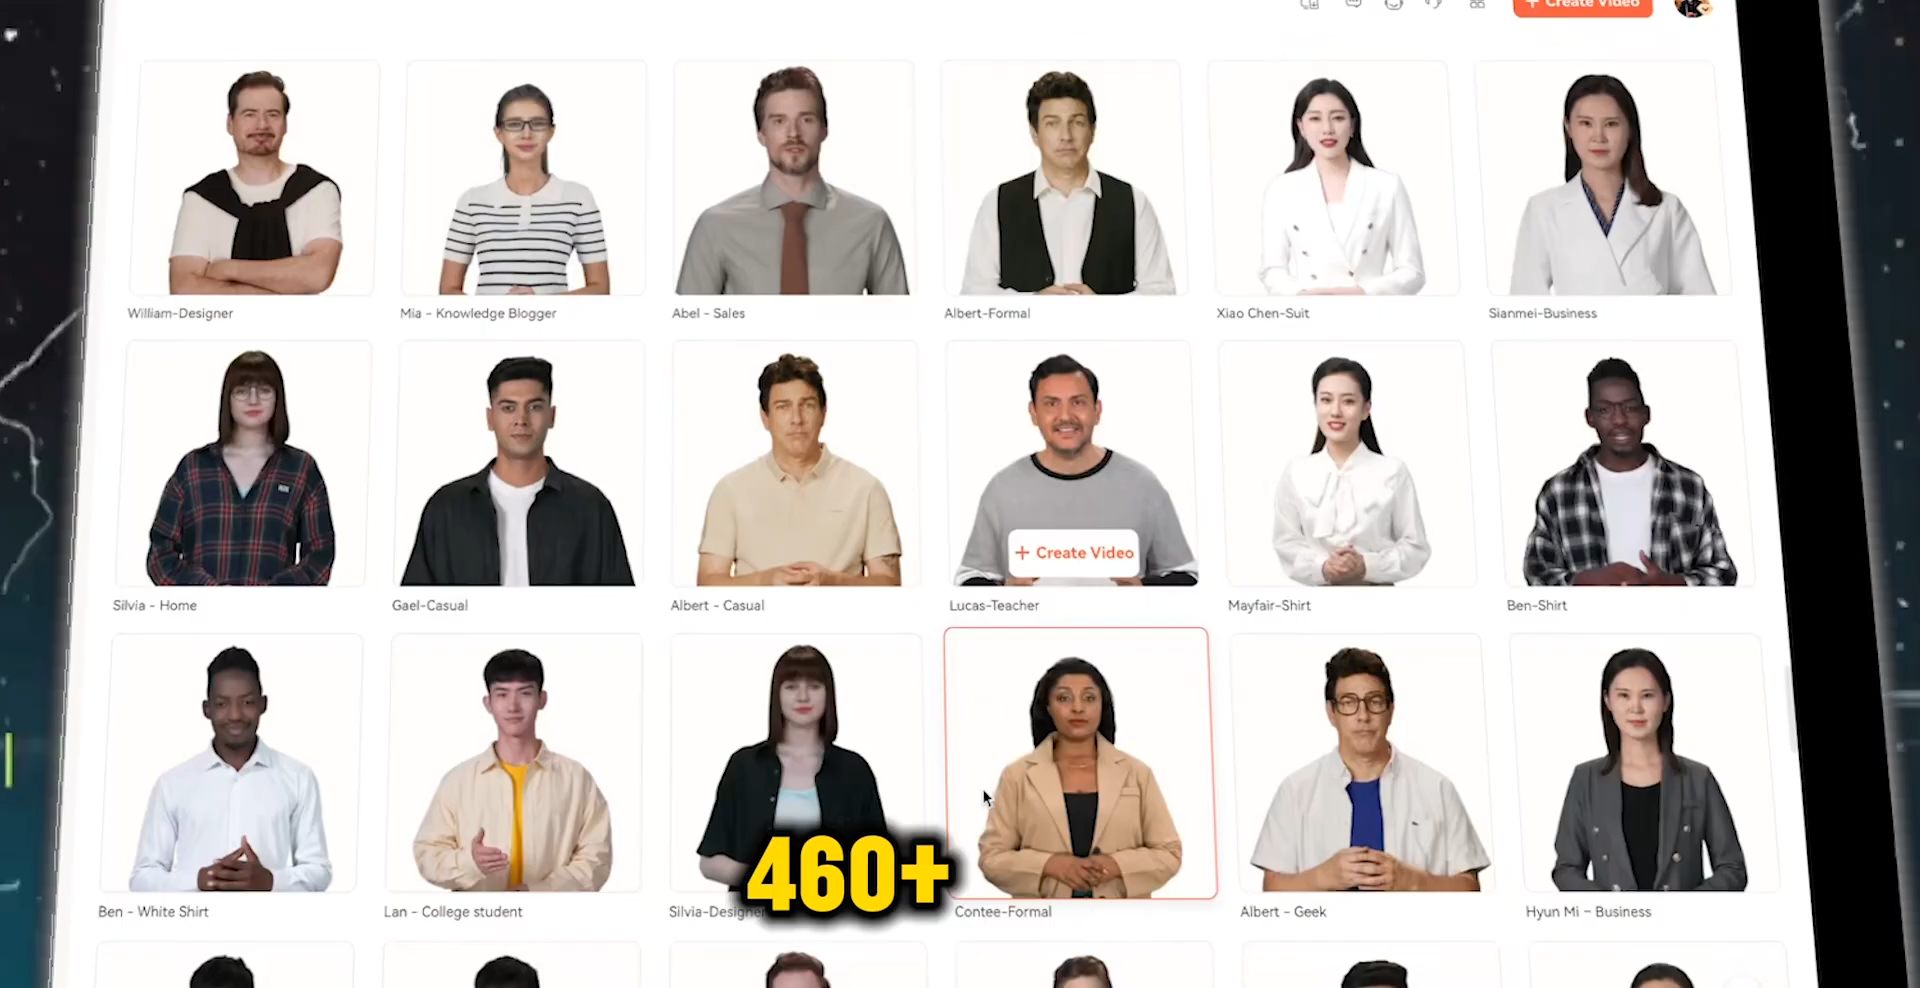 + Create Video
William-Designer
Mia - Knowledge Blogger
Abel - Sales
Albert-Formal
Xiao Chen-Suit
Sianmei-Business
+ Create Video
Silvia - Home
Gael-Casual
Albert - Casual
Lucas-Teacher
Mayfair-Shirt
Ben-Shirt
460+
Ben - White Shirt
Lan - College student
Silvia-Designer
Contee-Formal
Albert - Geek
Hyun Mi - Business